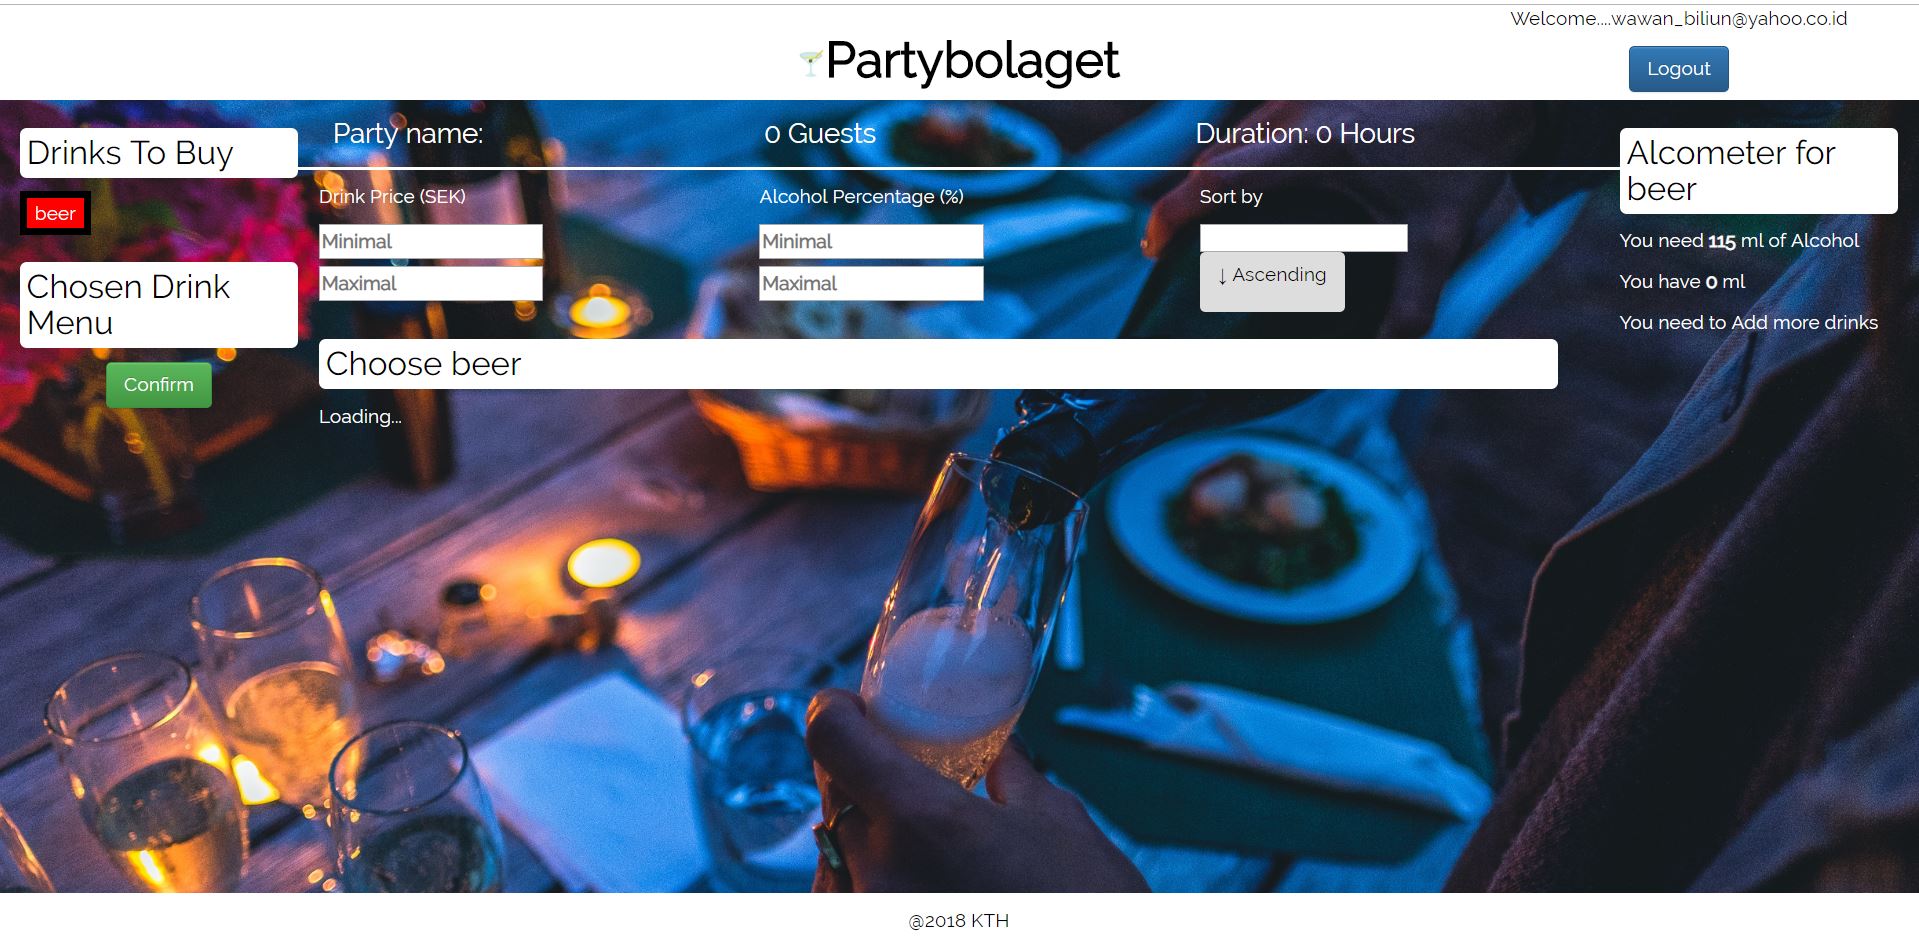 Welcome....wawan_biliun@yahoo.co.id
Partybolaget
Logout
Party name:
0 Guests
Duration: 0 Hours
Drinks To Buy
beer
Chosen Drink
Menu
Confirm
Drink Price (SEK)
Minimal
Maximal
Alcohol Percentage (%)
Minimal
Maximal
Sort by
↓ Ascending
Choose beer
Loading...
Alcometer for
beer
You need 115 ml of Alcohol
You have 0 ml
You need to Add more drinks
@2018 KTH